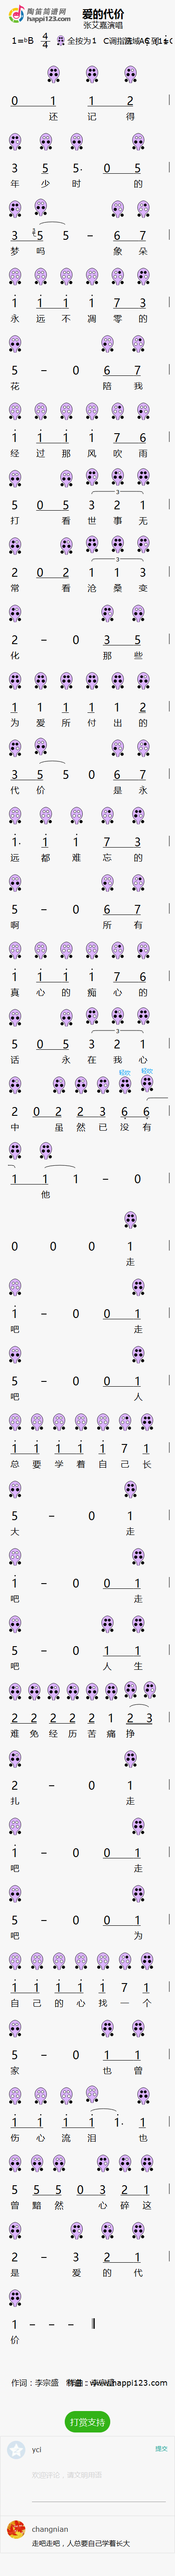 陶笛简谱网
happi123.com
爱的代价
张艾嘉演唱
1=bB 4/4 全按为1
0 1 1 2
还 记 得
3 5 5· 0 5
年 少 时 的
3 5 5 – 6 7
梦 吗 象 朵
1 1 1 1 7 3
永 远 不 凋 零 的
5 – 0 6 7
花 陪 我
1 1 1 1 7 6
经 过 那 风 吹 雨
5 0 5 3 2 1
打 看 世 事 无
2 0 2 1 1 3
常 看 沧 桑 变
2 – 0 3 5
化 那 些
1 1 1 1 1 2
为 爱 所 付 出 的
3 5 5 0 6 7
代 价 是 永
1· 1 1 7 3
远 都 难 忘 的
5 – 0 6 7
啊 所 有
1 1 1 1 7 6
真 心 的 痴 心 的
5 0 5 3 2 1
话 永 在 我 心
轻吹 轻吹
2 0 2 2 3 6 6
中 虽 然 已 没 有
1 1 1 – 0
他
0 0 0 1
走
1 – 0 0 1
吧 走
5 – 0 0 1
吧 人
1 1 1 1 1 7 1
总 要 学 着 自 己 长
5 – 0 1
大 走
1 – 0 0 1
吧 走
5 – 0 1 1
吧 人 生
2 2 2 2 2 1 2 3
难 免 经 历 苦 痛 挣
2 – 0 1
扎 走
1 – 0 0 1
吧 走
5 – 0 0 1
吧 为
1 1 1 1 1 7 1
自 己 的 心 找 一 个
5 – 0 1 1
家 也 曾
1 1 1 1 1· 1
伤 心 流 泪 也
5 5 5 0 3 2 1
曾 黯 然 心 碎 这
2 – 3 2 1
是 爱 的 代
1 – – –
价
作词：李宗盛 www.happi123.com
打赏支持
yci 提交
欢迎评论，请文明用语
changnian
走吧走吧，人总要自己学着长大